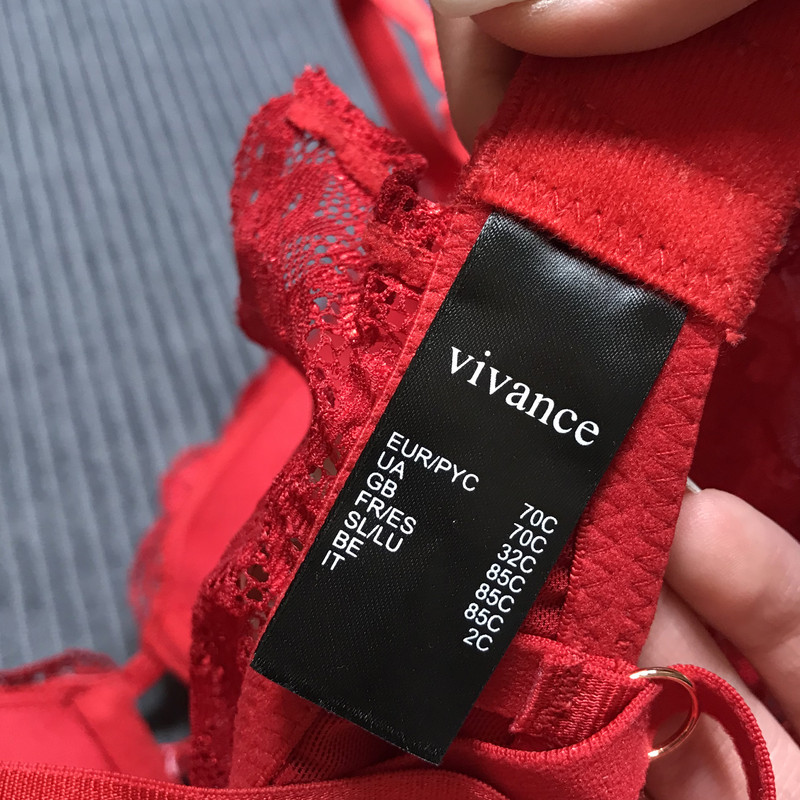 vivance
EUR/PYC 70C
UA 70C
GB 32C
FR/ES 85C
SL/LU 85C
BE 85C
IT 2C